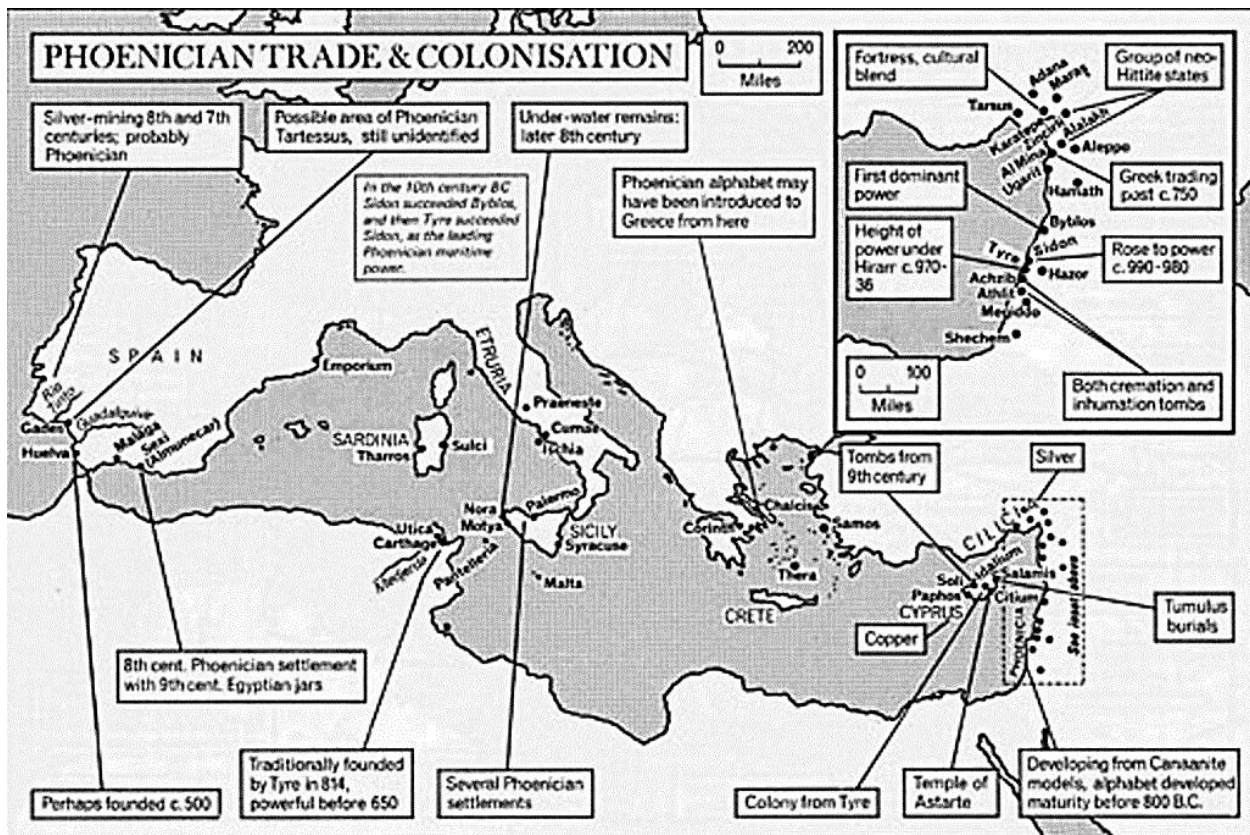 PHOENICIAN TRADE & COLONISATION
0 200
Miles
Silver-mining 8th and 7th
centuries; probably
Phoenician
Possible area of Phoenician
Tartessus, still unidentified
Under-water remains:
later 8th century
In the 10th century BC
Sidon succeeded Byblos,
and then Tyre succeeded
Sidon, as the leading
Phoenician maritime
power.
Phoenician alphabet may
have been introduced to
Greece from here
Fortress, cultural
blend
Group of neo-
Hittite states
Adana
Maraş
Tarsus
Karatepe
Zincirli
Alalakh
Al Mina
Aleppo
Ugarit
First dominant
power
Greek trading
post c.750
Hamath
Byblos
Height of
power under
Hirarr c.970-
36
Tyre
Sidon
Rose to power
c.990-980
Hazor
Achzib
Athlit
Megiddo
Shechem
0 100
Miles
Both cremation and
inhumation tombs
SPAIN
Rio
Tinto
Guadalquive-
Gades
Huelva
Malaga
Sexi
(Almunecar)
Emporium
ETRURIA
Praeneste
Cumae
Ischia
SARDINIA
Tharros
Sulci
Nora
Motya
Palermo
SICILY
Syracuse
Utica
Carthage
Pantelleria
Malta
Corinth
Chalcis
Samos
Thera
CRETE
Tombs from
9th century
Silver
CILICIA
Idalium
Soli
Salamis
Paphos
Citium
CYPRUS
Copper
PHOENICIA
See inset above
Tumulus
burials
8th cent. Phoenician settlement
with 9th cent. Egyptian jars
Perhaps founded c.500
Traditionally founded
by Tyre in 814,
powerful before 650
Several Phoenician
settlements
Colony from Tyre
Temple of
Astarte
Developing from Canaanite
models, alphabet developed
maturity before 800 B.C.